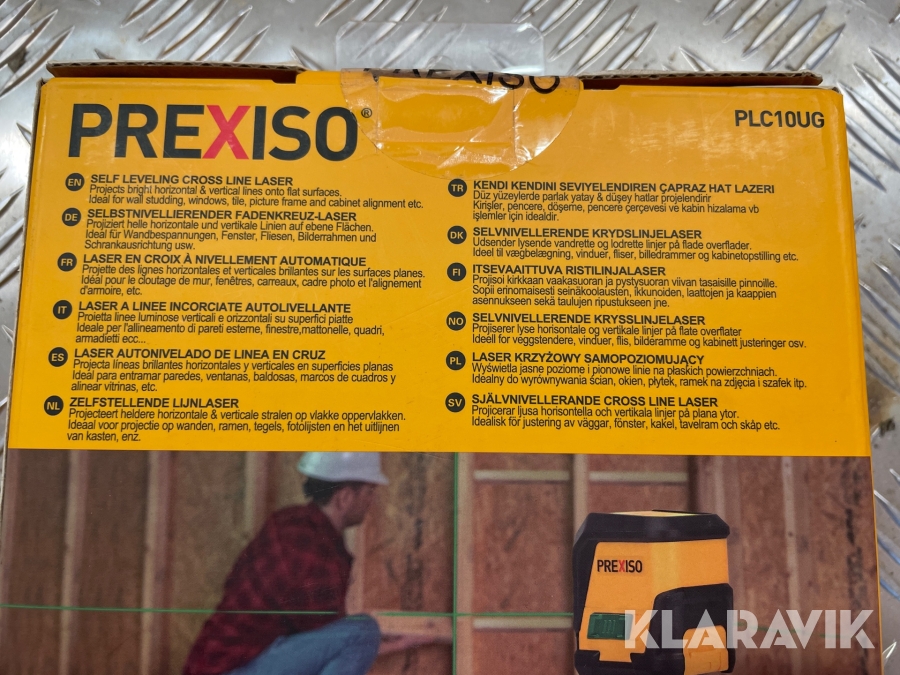 PREXISO
PREXISO®
PLC10UG
EN SELF LEVELING CROSS LINE LASER
Projects bright horizontal & vertical lines onto flat surfaces.
Ideal for wall studding, windows, tile, picture frame and cabinet alignment etc.
DE SELBSTNIVELLIERENDER FADENKREUZ-LASER
Projiziert helle horizontale und vertikale Linien auf ebene Flächen.
Ideal für Wandbespannungen, Fenster, Fliesen, Bilderrahmen und
Schrankausrichtung usw.
FR LASER EN CROIX À NIVELLEMENT AUTOMATIQUE
Projette des lignes horizontales et verticales brillantes sur les surfaces planes.
Idéal pour le cloutage de mur, fenêtres, carreaux, cadre photo et l'alignement
d'armoire, etc.
IT LASER A LINEE INCORCIATE AUTOLIVELLANTE
Proietta linee luminose verticali e orizzontali su superfici piatte
Ideale per l'allineamento di pareti esterne, finestre,mattonelle, quadri,
armadietti ecc...
ES LASER AUTONIVELADO DE LINEA EN CRUZ
Projecta líneas brillantes horizontales y verticales en superficies planas
Ideal para entramar paredes, ventanas, baldosas, marcos de cuadros y
alinear vitrinas, etc.
NL ZELFSTELLENDE LIJNLASER
Projecteert heldere horizontale & verticale stralen op vlakke oppervlakken.
Ideáal voor projectie op wanden, ramen, tegels, fotolijsten en het uitlijnen
van kasten, enz.
TR KENDI KENDINI SEVIYELENDIREN ÇAPRAZ HAT LAZERI
Düz yüzeylerde parlak yatay & düşey hatlar projelendirir
Kirişler, pencere, döşeme, pencere çerçevesi ve kabin hizalama vb
işlemler için idealdir.
DK SELVNIVELLERENDE KRYDSLINJELASER
Udsender lysende vandrette og lodrette linjer på flade overflader.
Ideel til vægbelægning, vinduer, fliser, billedrammer og kabinetopstilling etc.
FI ITSEVAAITTUVA RISTILINJALASER
Projisoi kirkkaan vaakasuoran ja pystysuoran viivan tasaisille pinnoille.
Sopii erinomaisesti seinäkoolausten, ikkunoiden, laattojen ja kaappien
asennukseen sekä taulujen ripustukseen jne.
NO SELVNIVELLERENDE KRYSSLINJELASER
Projiserer lyse horisontale og vertikale linjer på flate overflater
Ideéll for veggstendere, vinduer, flis, bilderamme og kabinett justeringer osv.
PL LASER KRZYŻOWY SAMOPOZIOMUJĄCY
Wyświetla jasne poziome i pionowe linie na płaskich powierzchniach.
Idealny do wyrównywania ścian, okien, płytek, ramek na zdjęcia i szafek itp.
SV SJÄLVNIVELLERANDE CROSS LINE LASER
Projicerar ljusa horisontella och vertikala linjer på plana ytor.
Idealisk för justering av väggar, fönster, kakel, tavelram och skåp etc.
PREXISO
KLARAVIK